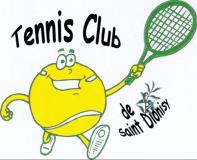 Tennis Club
de
Saint Dionisy